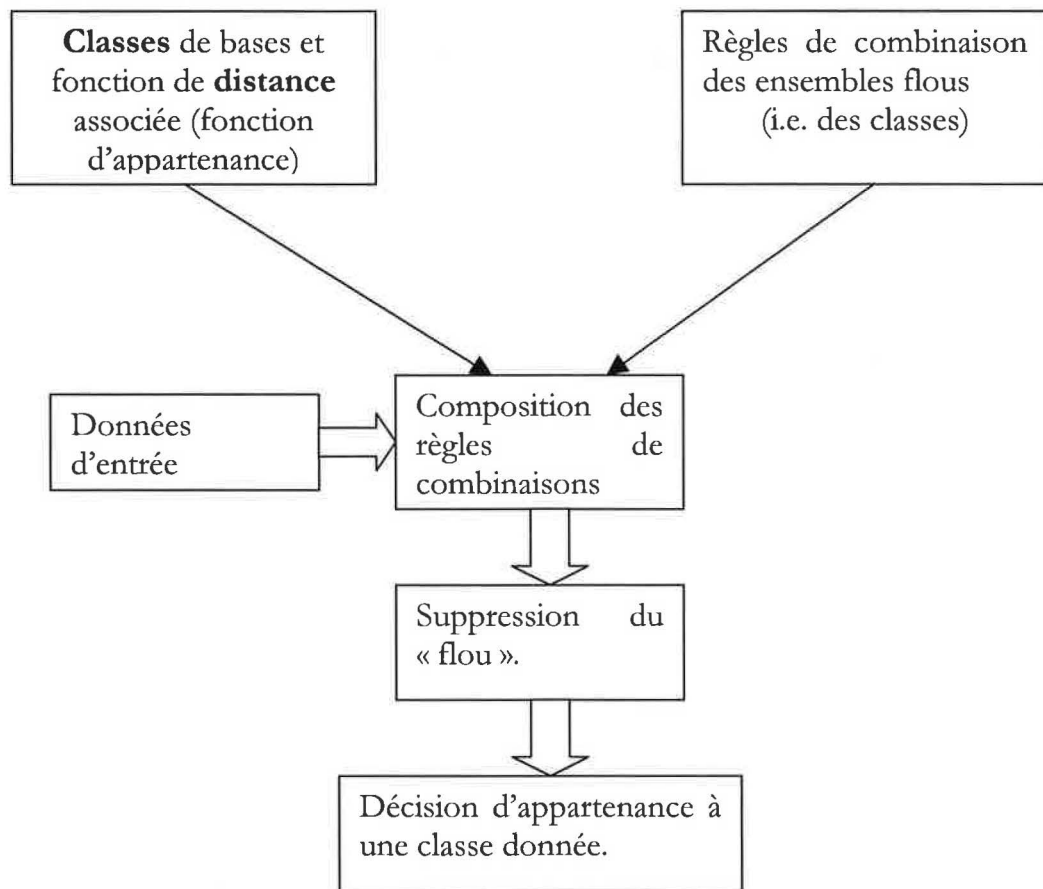 Classes de bases et
fonction de distance
associée (fonction
d'appartenance)
Règles de combinaison
des ensembles flous
(i.e. des classes)
Données
d'entrée
Composition des
règles de
combinaisons
Suppression du
« flou ».
Décision d'appartenance à
une classe donnée.